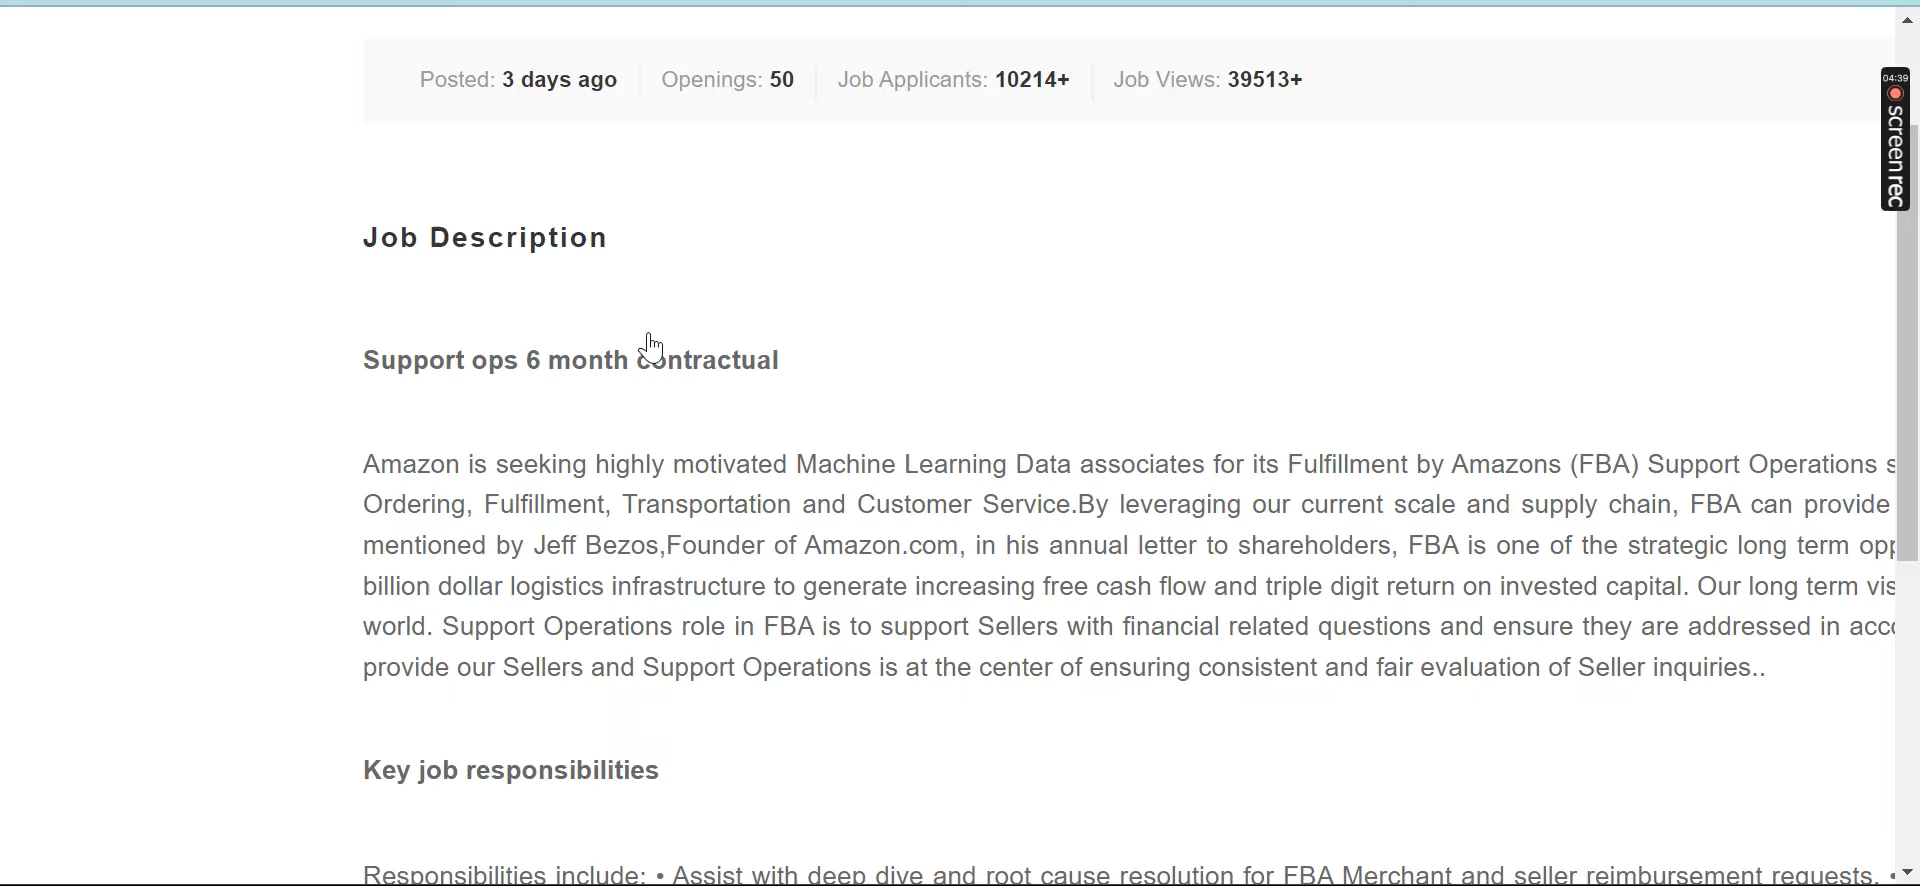 Posted: 3 days ago Openings: 50 Job Applicants: 10214+ Job Views: 39513+
04:39
screenrec
Job Description
Support ops 6 month contractual
Amazon is seeking highly motivated Machine Learning Data associates for its Fulfillment by Amazons (FBA) Support Operations s
Ordering, Fulfillment, Transportation and Customer Service.By leveraging our current scale and supply chain, FBA can provide
mentioned by Jeff Bezos,Founder of Amazon.com, in his annual letter to shareholders, FBA is one of the strategic long term opp
billion dollar logistics infrastructure to generate increasing free cash flow and triple digit return on invested capital. Our long term vis
world. Support Operations role in FBA is to support Sellers with financial related questions and ensure they are addressed in acco
provide our Sellers and Support Operations is at the center of ensuring consistent and fair evaluation of Seller inquiries..
Key job responsibilities
Responsibilities include: • Assist with deep dive and root cause resolution for FBA Merchant and seller reimbursement requests. •